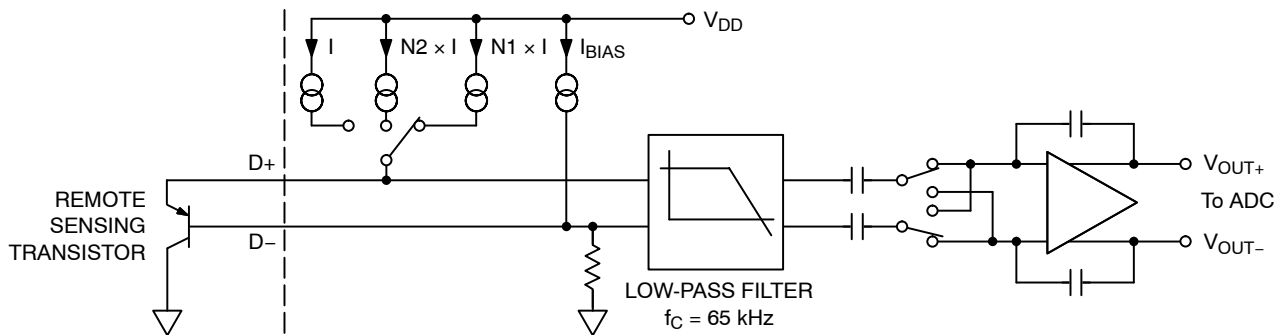 V_DD
I
N2 × I
N1 × I
I_BIAS
D+
REMOTE
SENSING
TRANSISTOR
D−
LOW-PASS FILTER
f_C = 65 kHz
V_OUT+
To ADC
V_OUT−